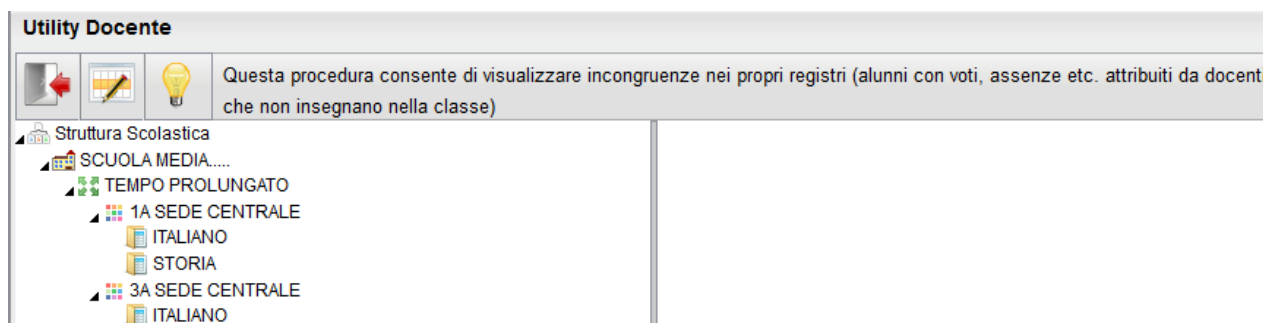 Utility Docente
Questa procedura consente di visualizzare incongruenze nei propri registri (alunni con voti, assenze etc. attribuiti da docenti
che non insegnano nella classe)
Struttura Scolastica
SCUOLA MEDIA.....
TEMPO PROLUNGATO
1A SEDE CENTRALE
ITALIANO
STORIA
3A SEDE CENTRALE
ITALIANO